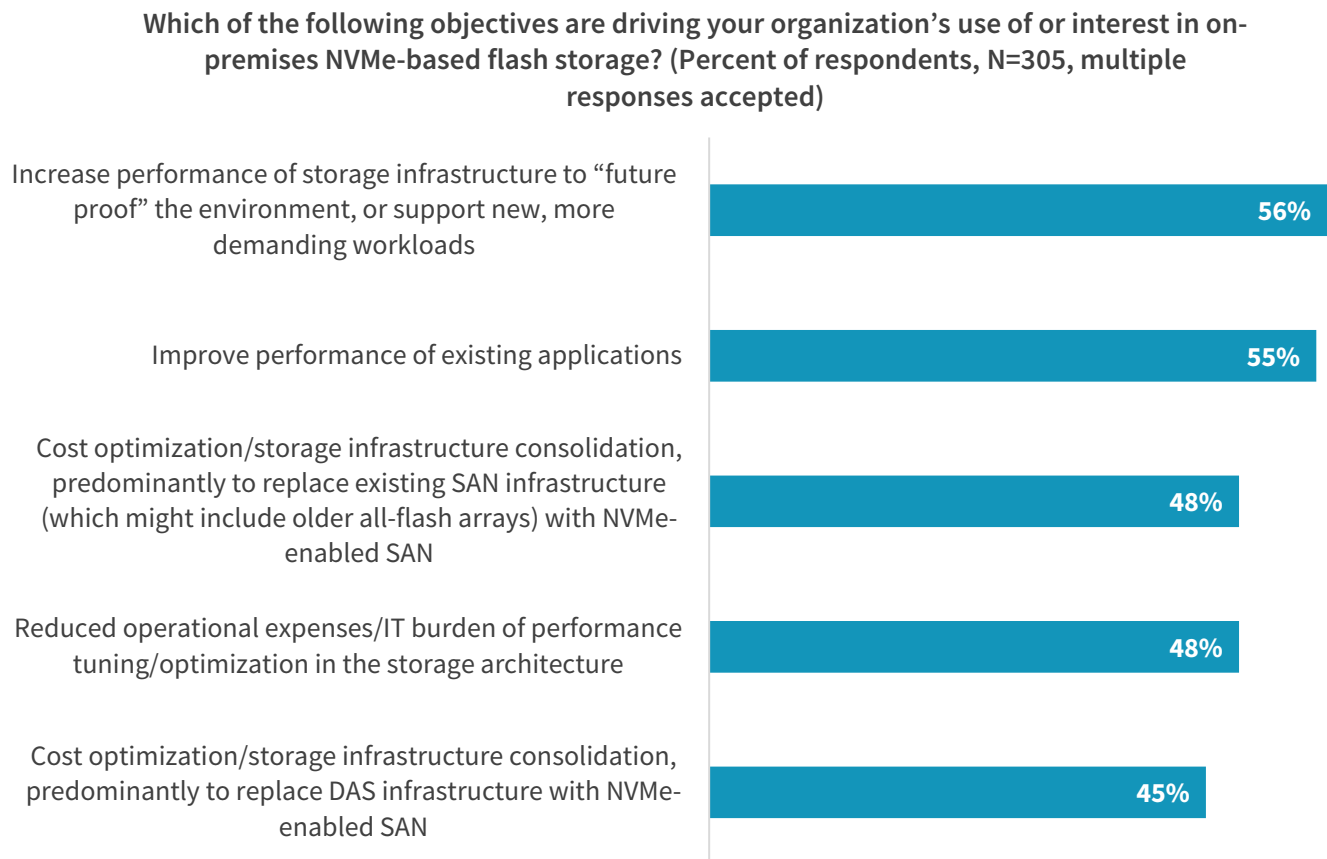 Which of the following objectives are driving your organization’s use of or interest in on-
premises NVMe-based flash storage? (Percent of respondents, N=305, multiple
responses accepted)
Increase performance of storage infrastructure to “future
proof” the environment, or support new, more
demanding workloads
56%
Improve performance of existing applications
55%
Cost optimization/storage infrastructure consolidation,
predominantly to replace existing SAN infrastructure
(which might include older all-flash arrays) with NVMe-
enabled SAN
48%
Reduced operational expenses/IT burden of performance
tuning/optimization in the storage architecture
48%
Cost optimization/storage infrastructure consolidation,
predominantly to replace DAS infrastructure with NVMe-
enabled SAN
45%